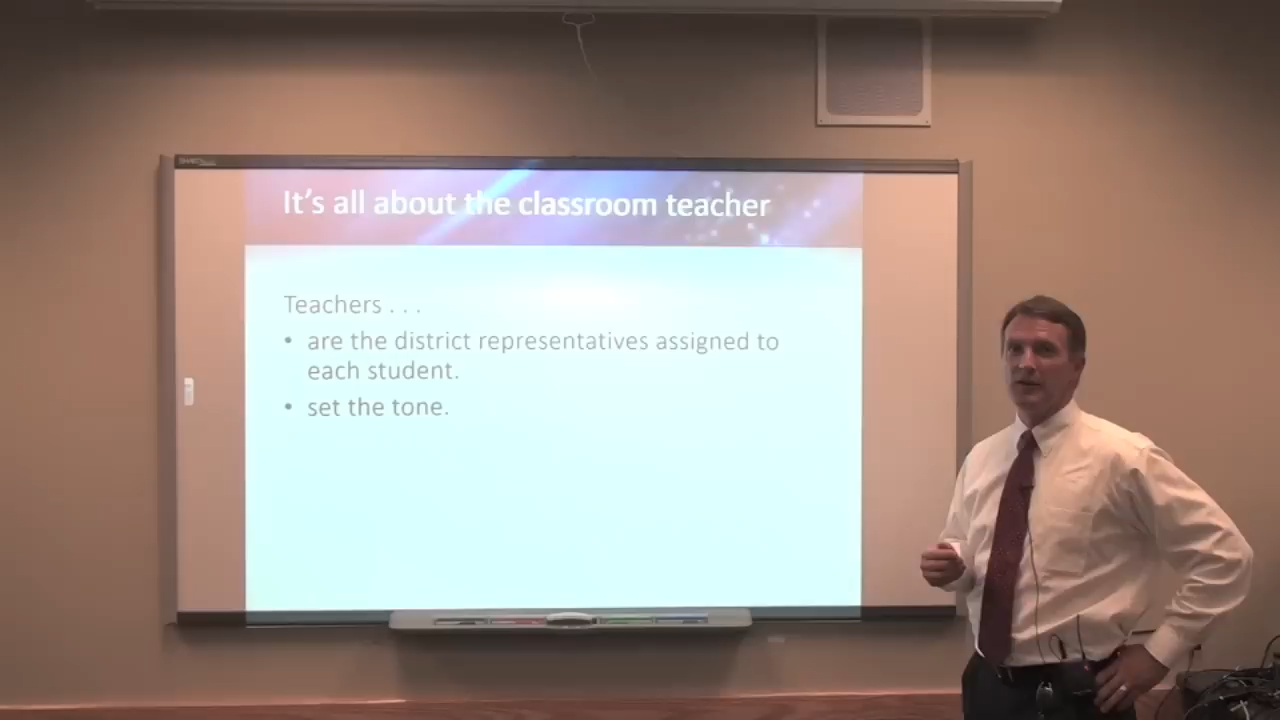 It's all about the classroom teacher
Teachers . . .
• are the district representatives assigned to
each student.
• set the tone.